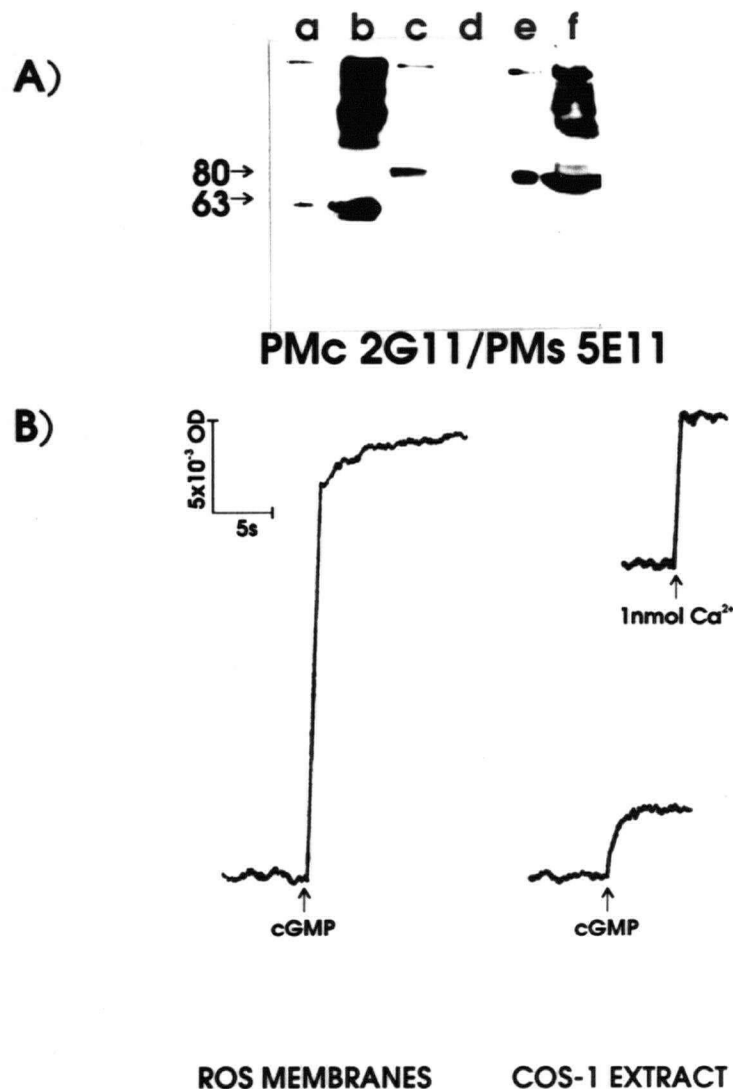 A)
a b c d e f
80→
63→
PMc 2G11/PMs 5E11
B)
5x10⁻³ OD
5s
1nmol Ca²⁺
cGMP
cGMP
ROS MEMBRANES
COS-1 EXTRACT